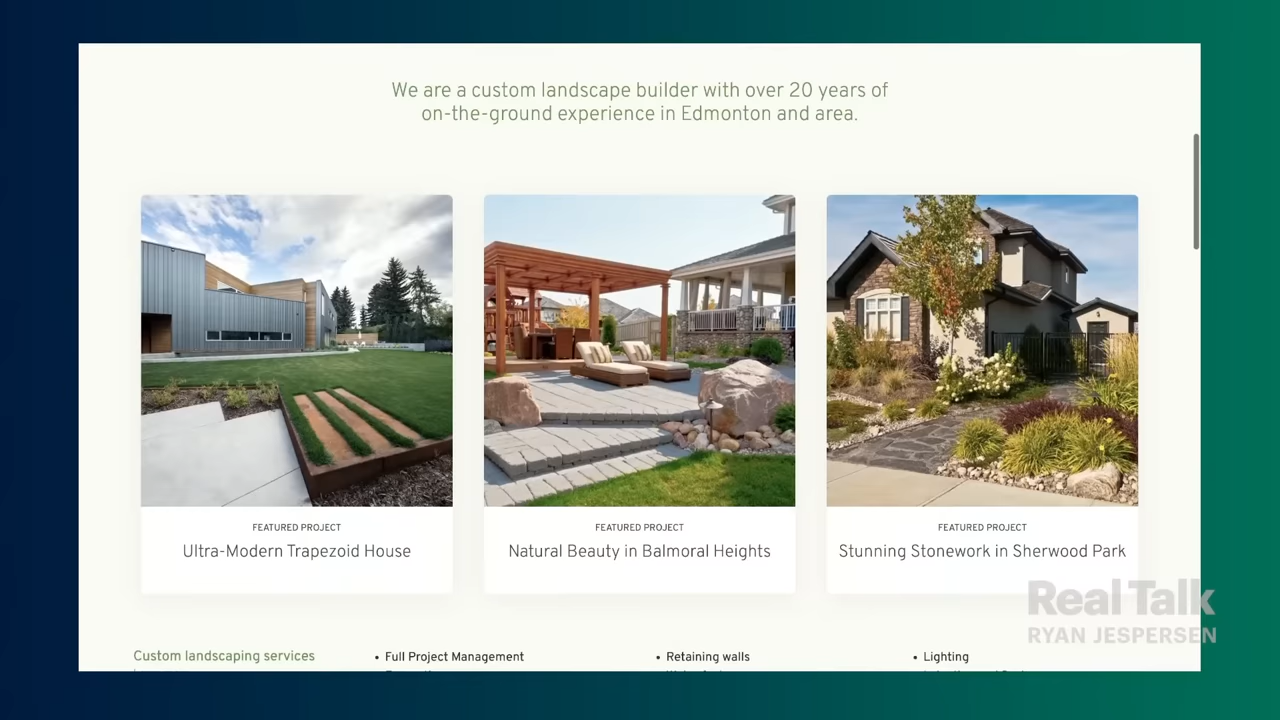 We are a custom landscape builder with over 20 years of
on-the-ground experience in Edmonton and area.
FEATURED PROJECT
Ultra-Modern Trapezoid House
FEATURED PROJECT
Natural Beauty in Balmoral Heights
FEATURED PROJECT
Stunning Stonework in Sherwood Park
Real Talk
RYAN JESPERSEN
Custom landscaping services
• Full Project Management
• Retaining walls
• Lighting